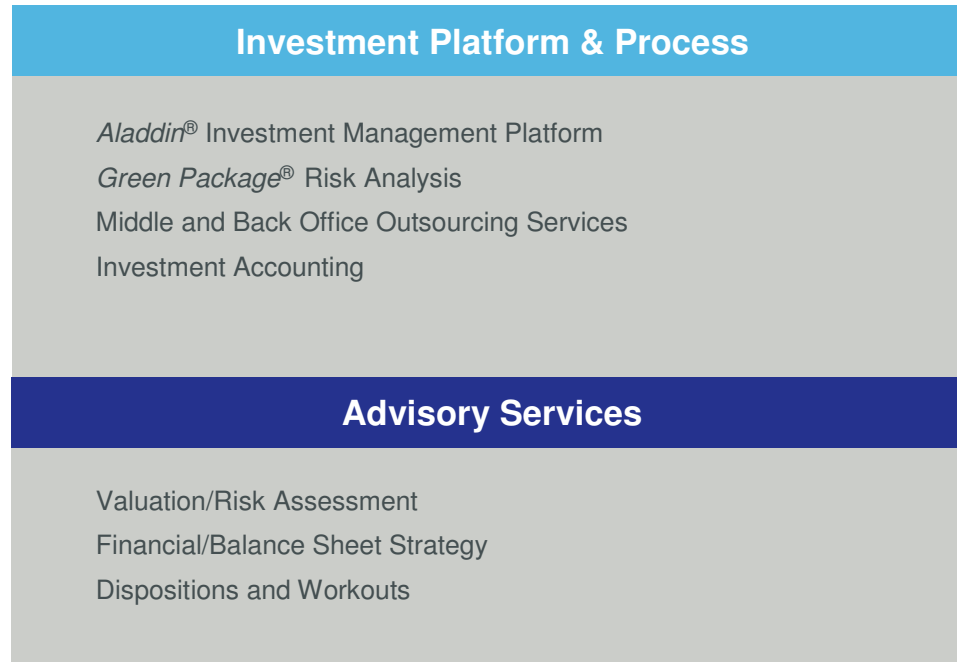 Investment Platform & Process
Aladdin® Investment Management Platform
Green Package® Risk Analysis
Middle and Back Office Outsourcing Services
Investment Accounting
Advisory Services
Valuation/Risk Assessment
Financial/Balance Sheet Strategy
Dispositions and Workouts